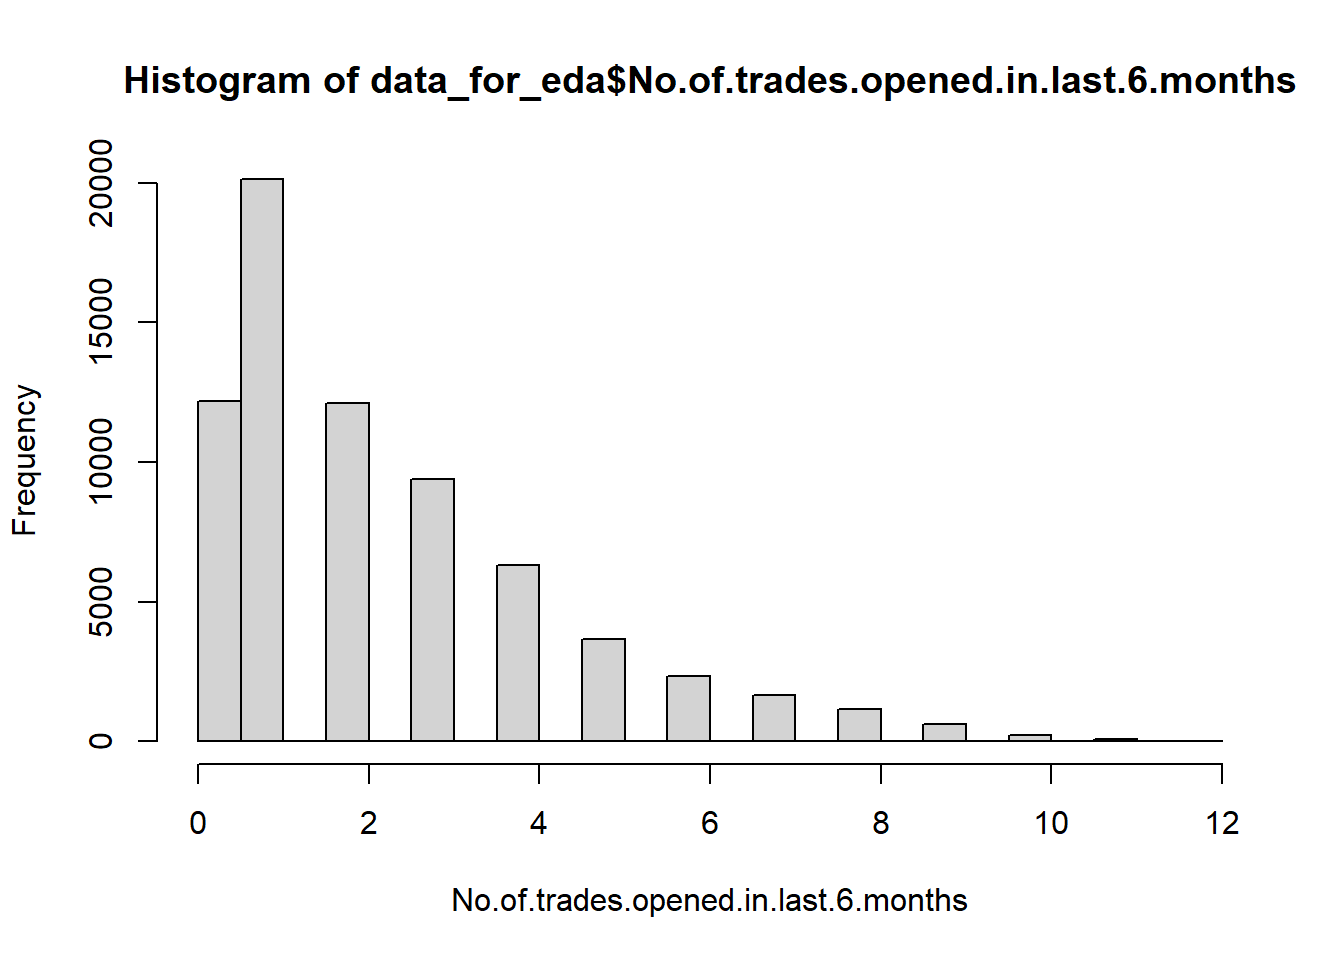 Histogram of data_for_eda$No.of.trades.opened.in.last.6.months
Frequency
20000
15000
10000
5000
0
0 2 4 6 8 10 12
No.of.trades.opened.in.last.6.months